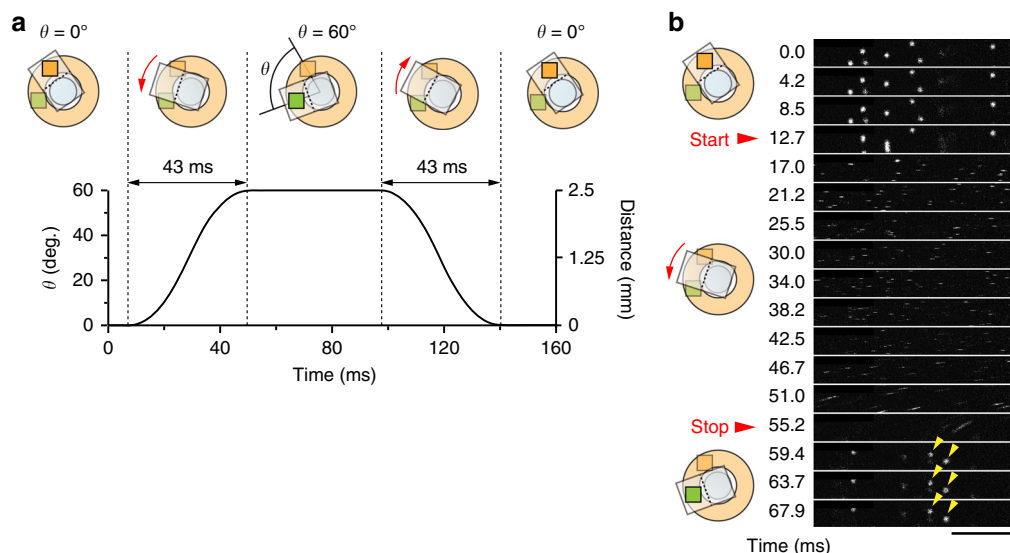 a
θ = 0°
θ = 60°
θ = 0°
θ
43 ms
43 ms
60
40
20
0
θ (deg.)
2.5
1.25
0
Distance (mm)
0
40
80
120
160
Time (ms)
b
0.0
4.2
8.5
Start
12.7
17.0
21.2
25.5
30.0
34.0
38.2
42.5
46.7
51.0
Stop
55.2
59.4
63.7
67.9
Time (ms)